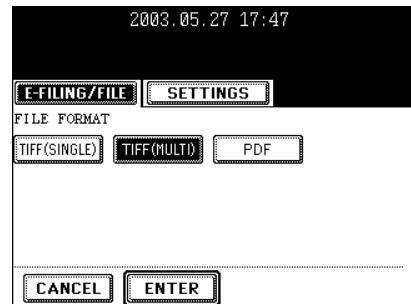 2003.05.27 17:47
E-FILING/FILE SETTINGS
FILE FORMAT
TIFF(SINGLE) TIFF(MULTI) PDF
CANCEL ENTER